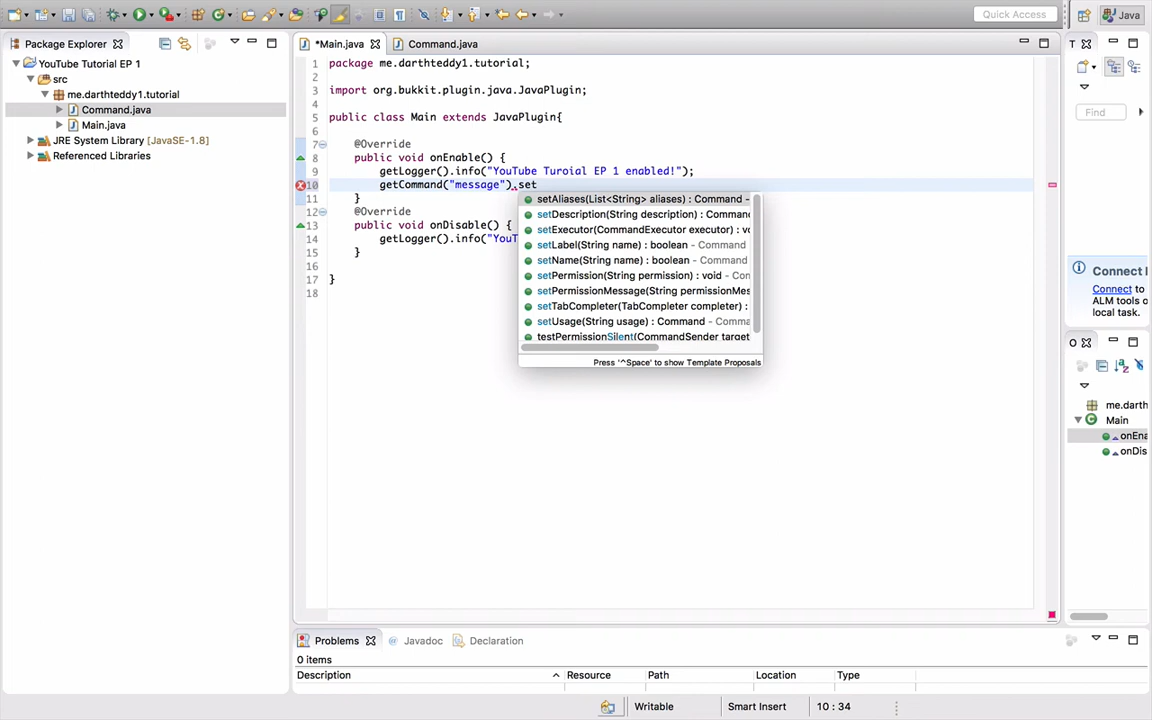 Quick Access
Java
Package Explorer
YouTube Tutorial EP 1
src
me.darthteddy1.tutorial
Command.java
Main.java
JRE System Library [JavaSE-1.8]
Referenced Libraries
*Main.java
Command.java
1 package me.darthteddy1.tutorial;
2
3 import org.bukkit.plugin.java.JavaPlugin;
4
5 public class Main extends JavaPlugin{
6
7 @Override
8 public void onEnable() {
9 getLogger().info("YouTube Turoial EP 1 enabled!");
10 getCommand("message").set
11 }
12 @Override
13 public void onDisable() {
14 getLogger().info("YouT
15 }
16
17 }
18
setAliases(List<String> aliases) : Command -
setDescription(String description) : Command
setExecutor(CommandExecutor executor) : vo
setLabel(String name) : boolean - Command
setName(String name) : boolean - Command
setPermission(String permission) : void - Con
setPermissionMessage(String permissionMes
setTabCompleter(TabCompleter completer) :
setUsage(String usage) : Command - Comma
testPermissionSilent(CommandSender target
Press '^Space' to show Template Proposals
T
Find
Connect
Connect to
ALM tools o
local task.
O
me.darth
Main
onEna
onDis
Problems
@ Javadoc
Declaration
0 items
Description
Resource
Path
Location
Type
Writable
Smart Insert
10 : 34